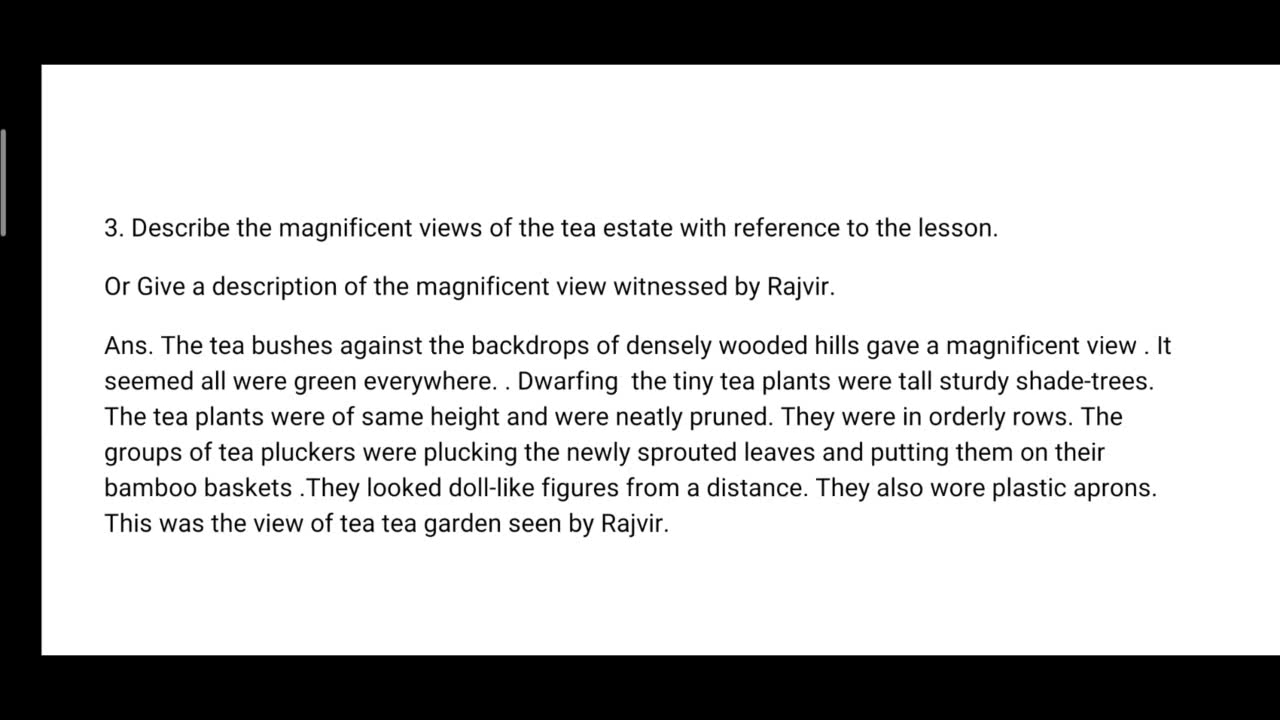 3. Describe the magnificent views of the tea estate with reference to the lesson.
Or Give a description of the magnificent view witnessed by Rajvir.
Ans. The tea bushes against the backdrops of densely wooded hills gave a magnificent view . It
seemed all were green everywhere. . Dwarfing  the tiny tea plants were tall sturdy shade-trees.
The tea plants were of same height and were neatly pruned. They were in orderly rows. The
groups of tea pluckers were plucking the newly sprouted leaves and putting them on their
bamboo baskets .They looked doll-like figures from a distance. They also wore plastic aprons.
This was the view of tea tea garden seen by Rajvir.